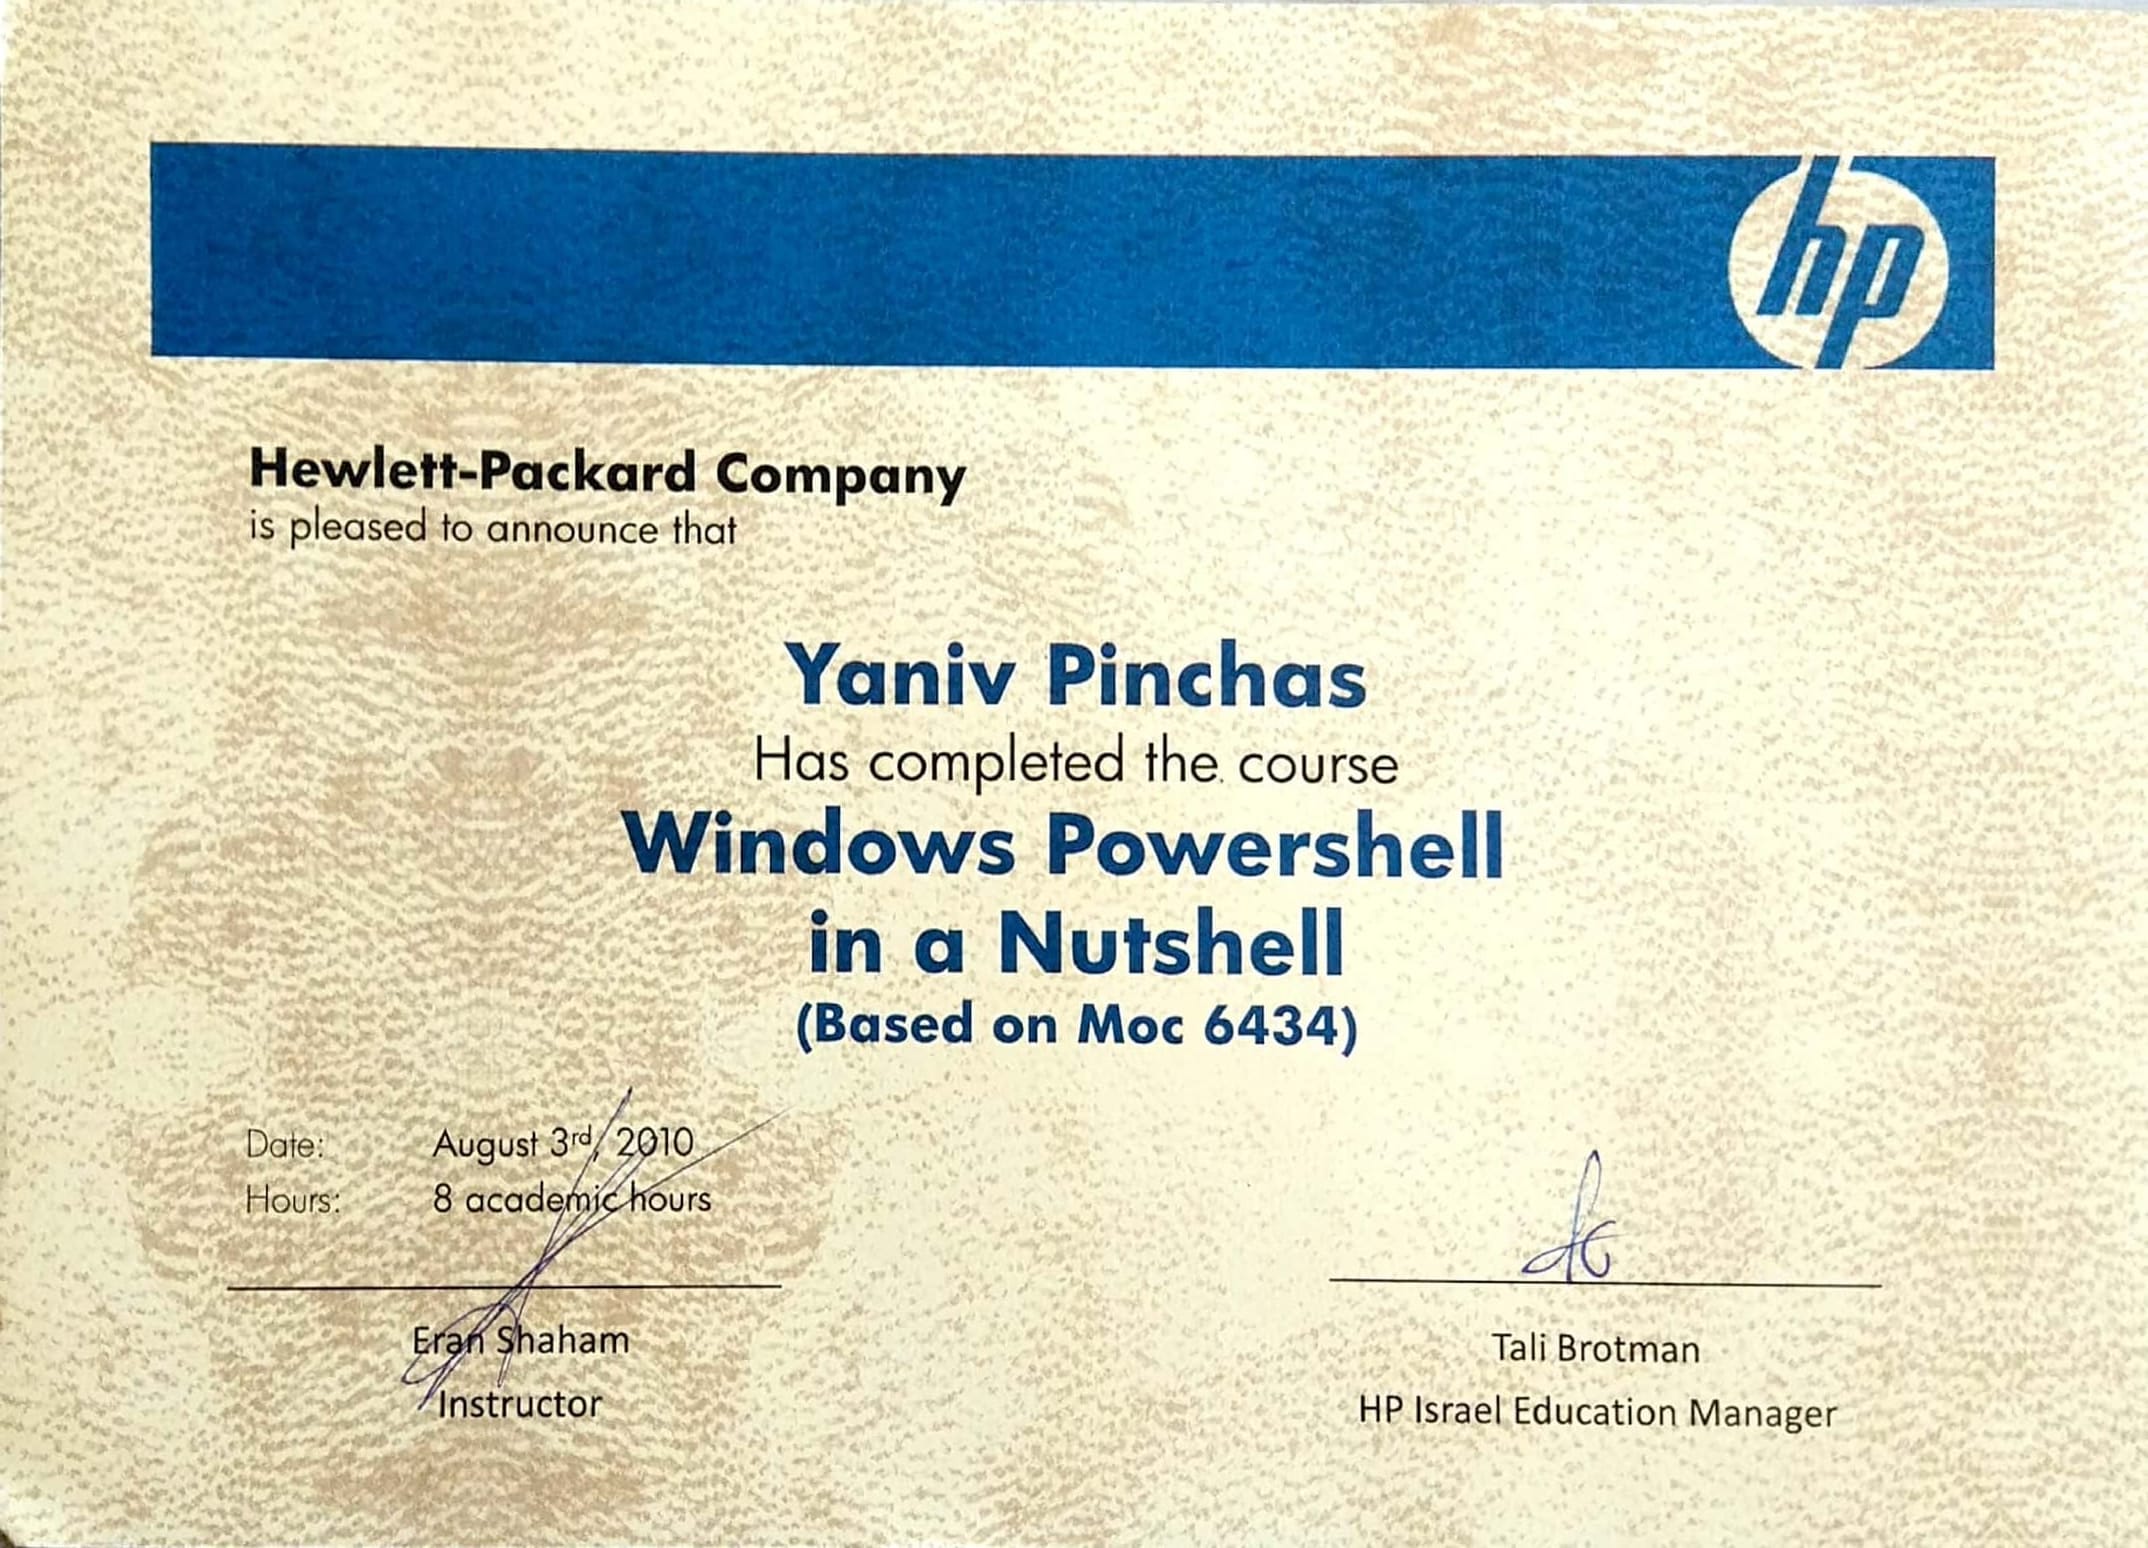 hp
Hewlett-Packard Company
is pleased to announce that
Yaniv Pinchas
Has completed the course
Windows Powershell
in a Nutshell
(Based on Moc 6434)
Date: August 3rd, 2010
Hours: 8 academic hours
Eran Shaham
Instructor
Tali Brotman
HP Israel Education Manager